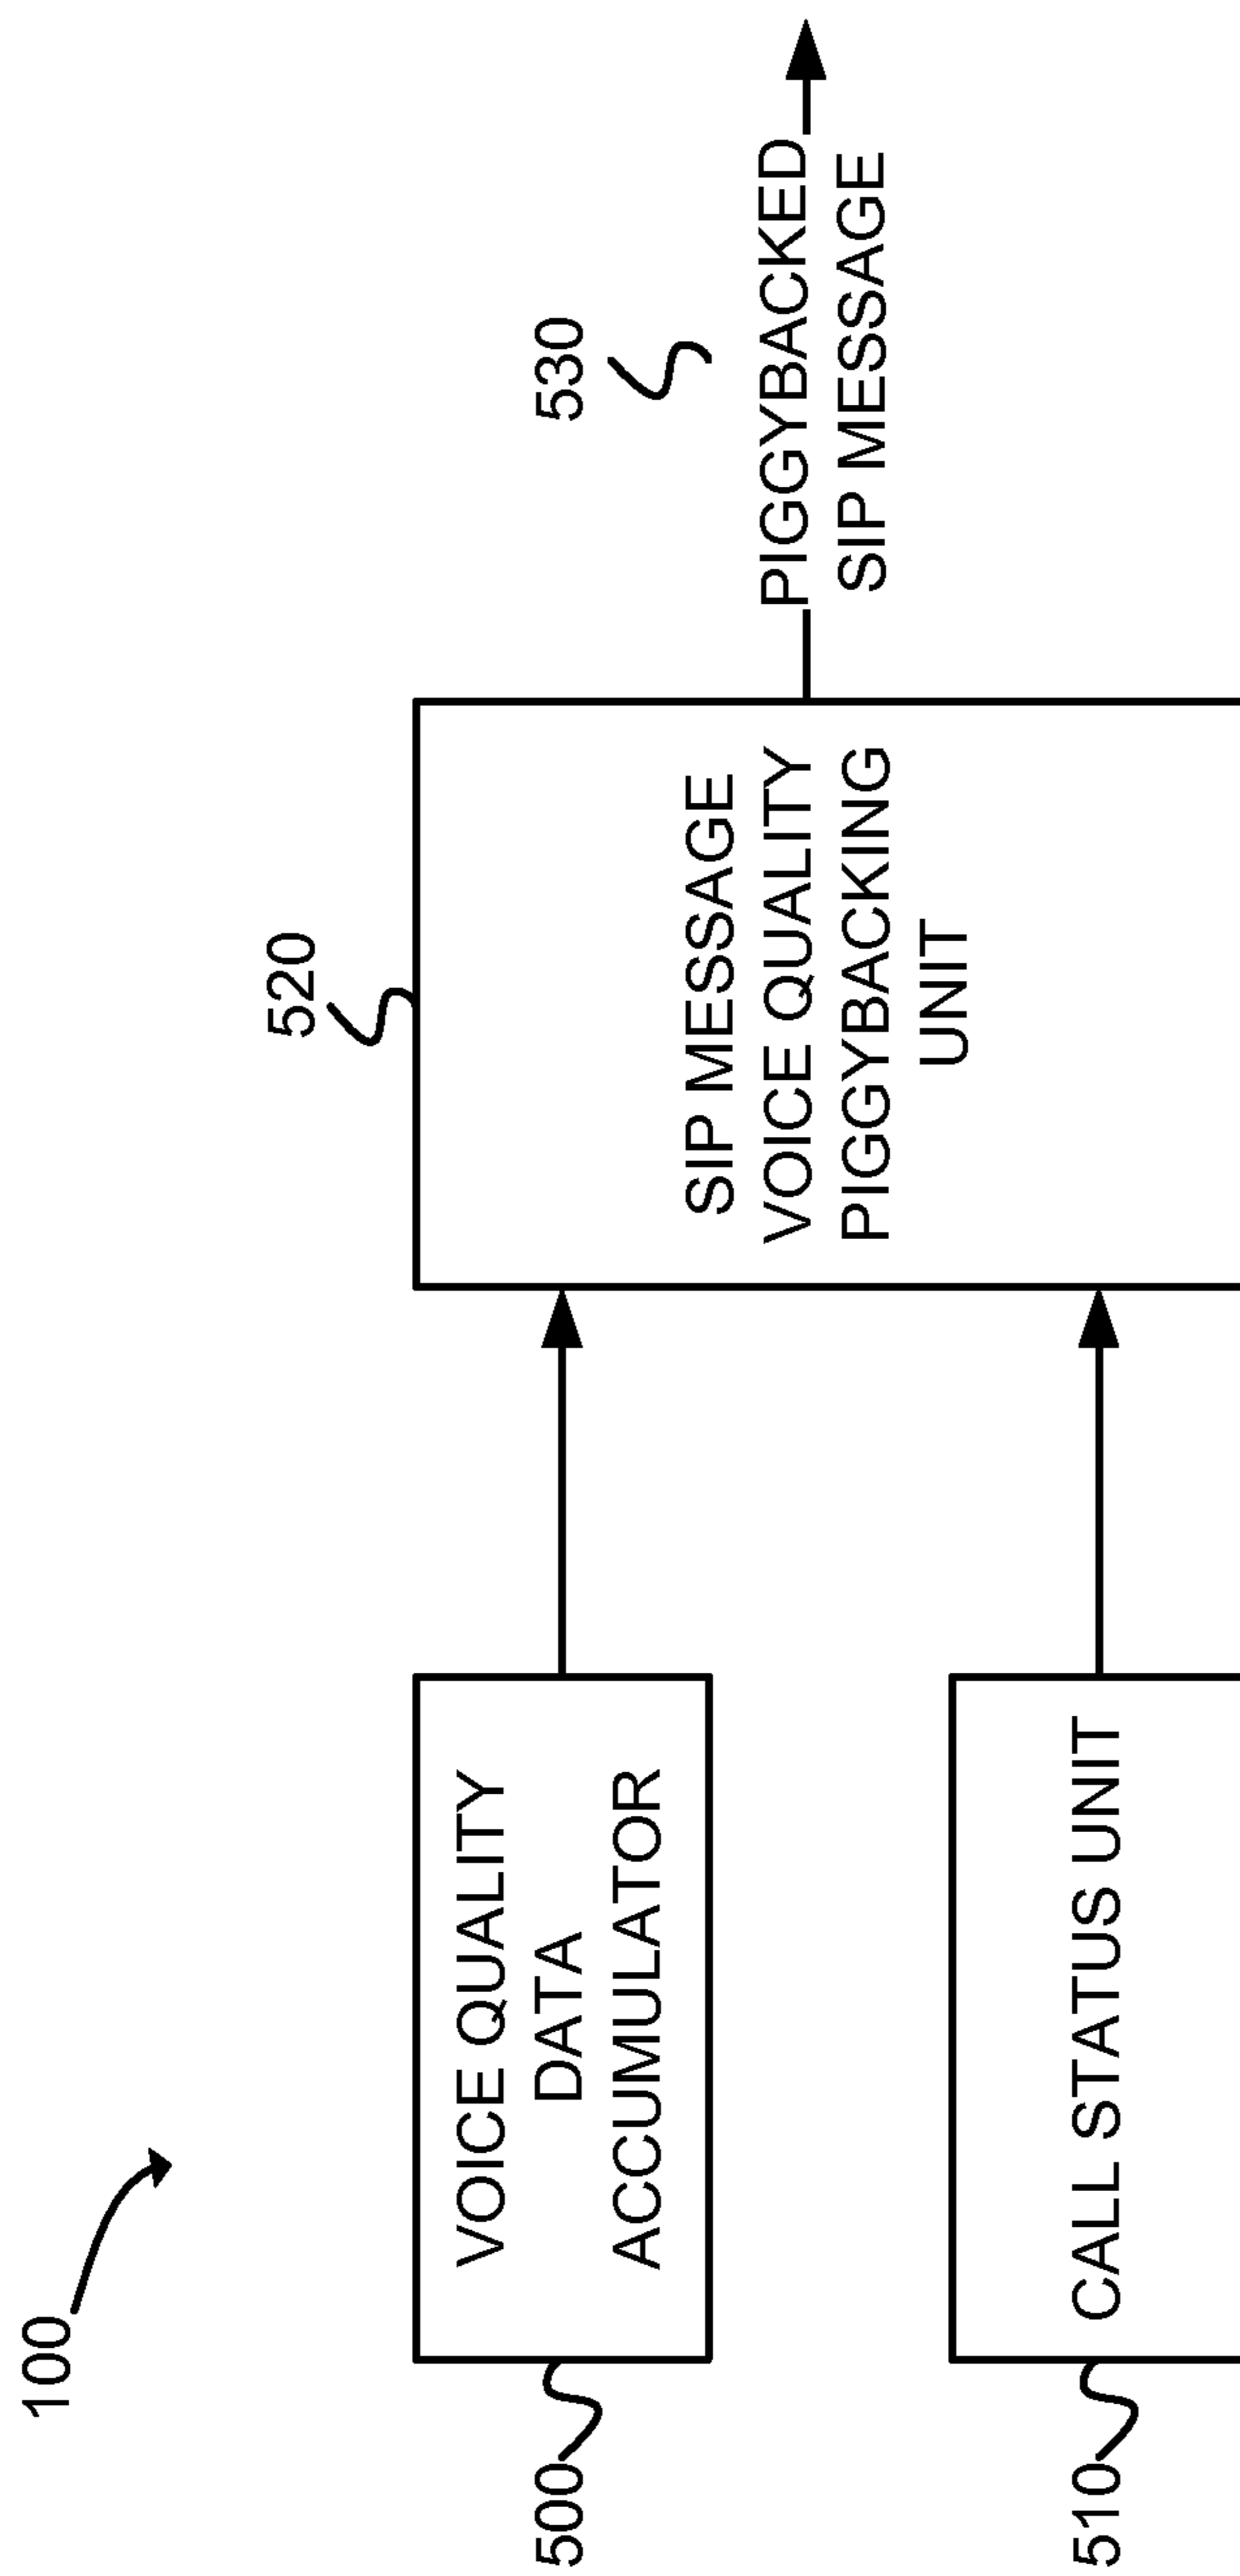 100
500
VOICE QUALITY
DATA
ACCUMULATOR
510
CALL STATUS UNIT
520
SIP MESSAGE
VOICE QUALITY
PIGGYBACKING
UNIT
530
PIGGYBACKED
SIP MESSAGE